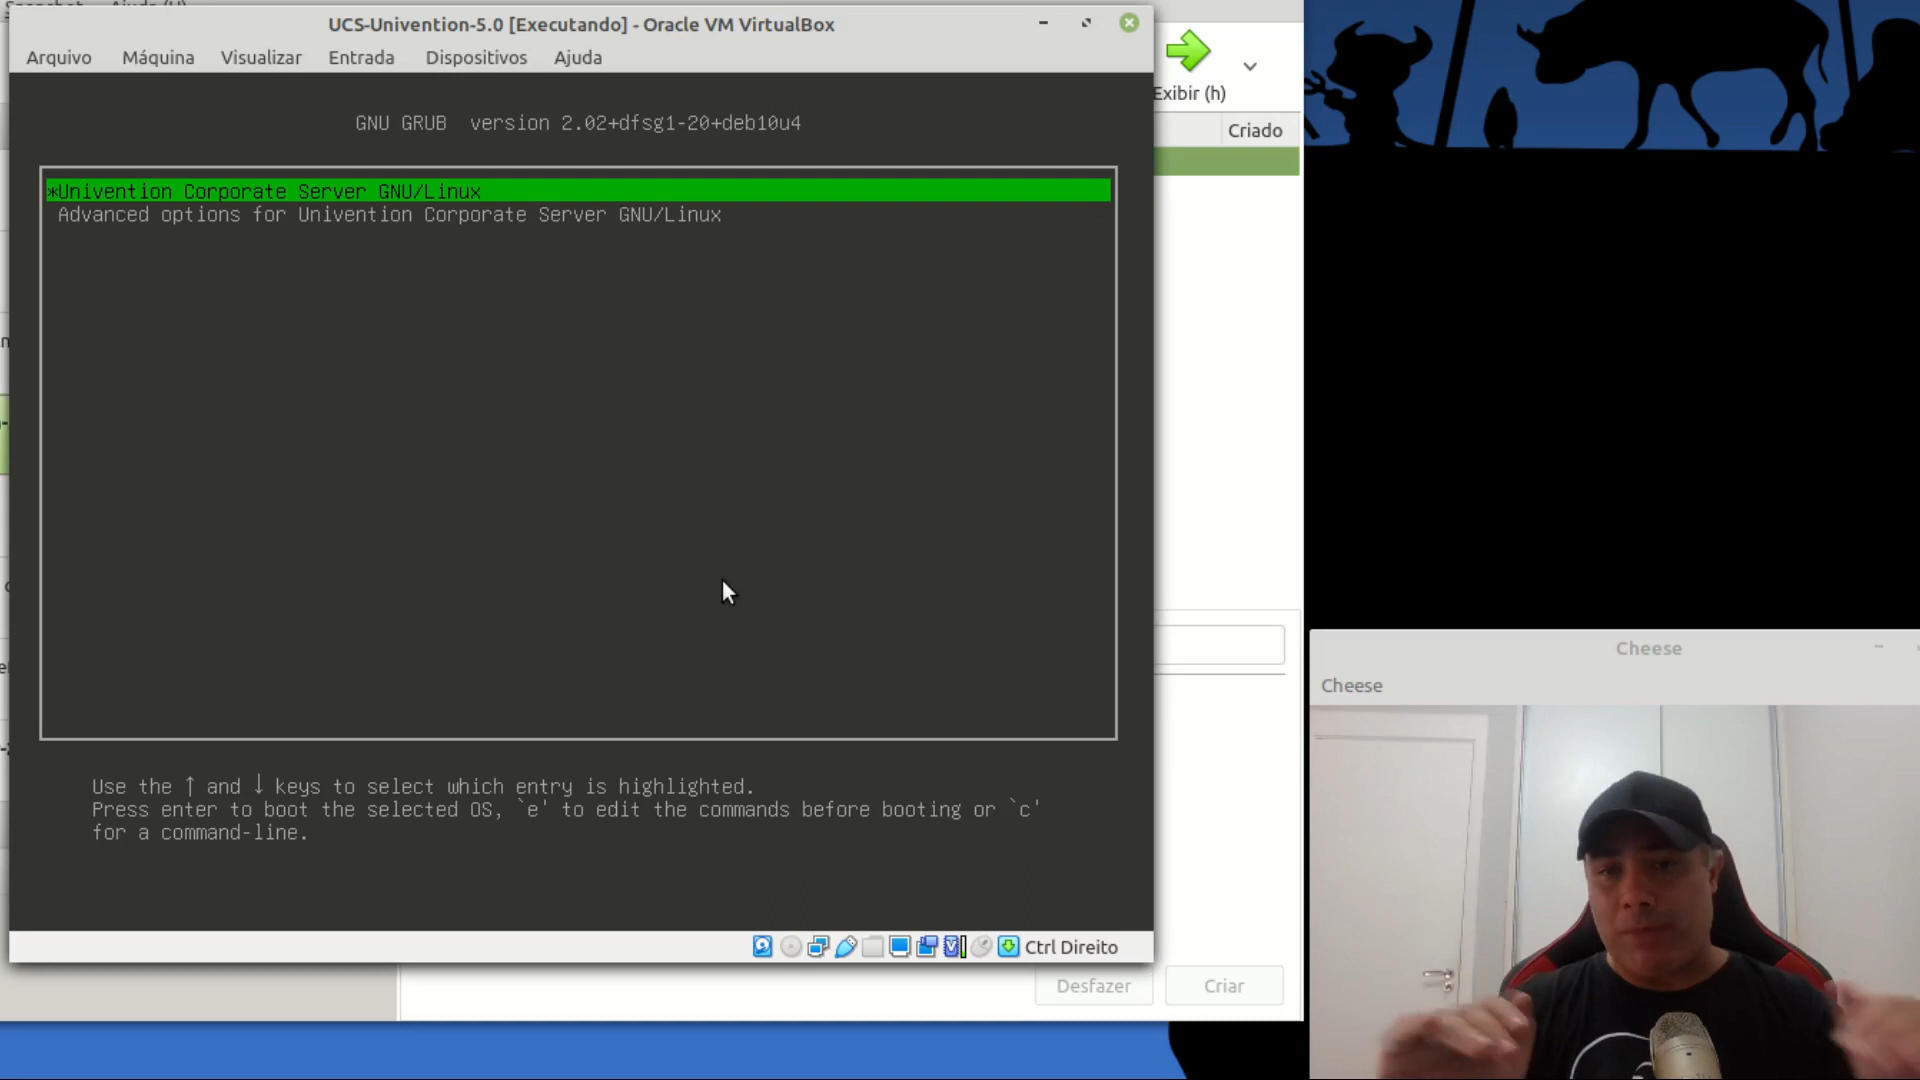 UCS-Univention-5.0 [Executando] - Oracle VM VirtualBox
Arquivo Máquina Visualizar Entrada Dispositivos Ajuda
GNU GRUB version 2.02+dfsg1-20+deb10u4
*Univention Corporate Server GNU/Linux
Advanced options for Univention Corporate Server GNU/Linux
Use the ↑ and ↓ keys to select which entry is highlighted.
Press enter to boot the selected OS, `e' to edit the commands before booting or `c'
for a command-line.
Ctrl Direito
Exibir (h)
Criado
Desfazer
Criar
Cheese
Cheese